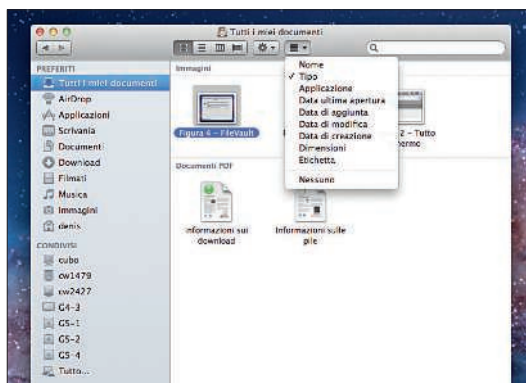 Tutti i miei documenti
PREFERITI
Tutti i miei documenti
AirDrop
Applicazioni
Scrivania
Documenti
Download
Filmati
Musica
Immagini
denis
CONDIVISI
cubo
cw1479
cw2427
G4-3
G5-1
G5-2
G5-4
Tutto...
Immagini
Nome
✓ Tipo
Applicazione
Data ultima apertura
Data di aggiunta
Data di modifica
Data di creazione
Dimensioni
Etichetta
Nessuno
Figura 4 – FileVault
2 – Tutto
hermo
Documenti PDF
Informazioni sui
download
Informazioni sulle
pile